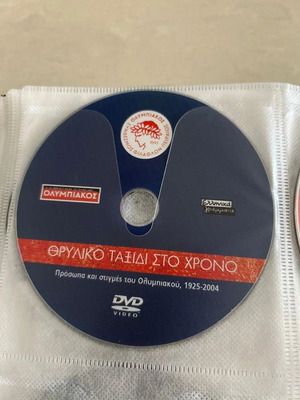 ΟΛΥΜΠΙΑΚΟΣ
ΘΡΥΛΙΚΟ ΤΑΞΙΔΙ ΣΤΟ ΧΡΟΝΟ
Πρόσωπα και στιγμές του Ολυμπιακού, 1925-2004
DVD
VIDEO